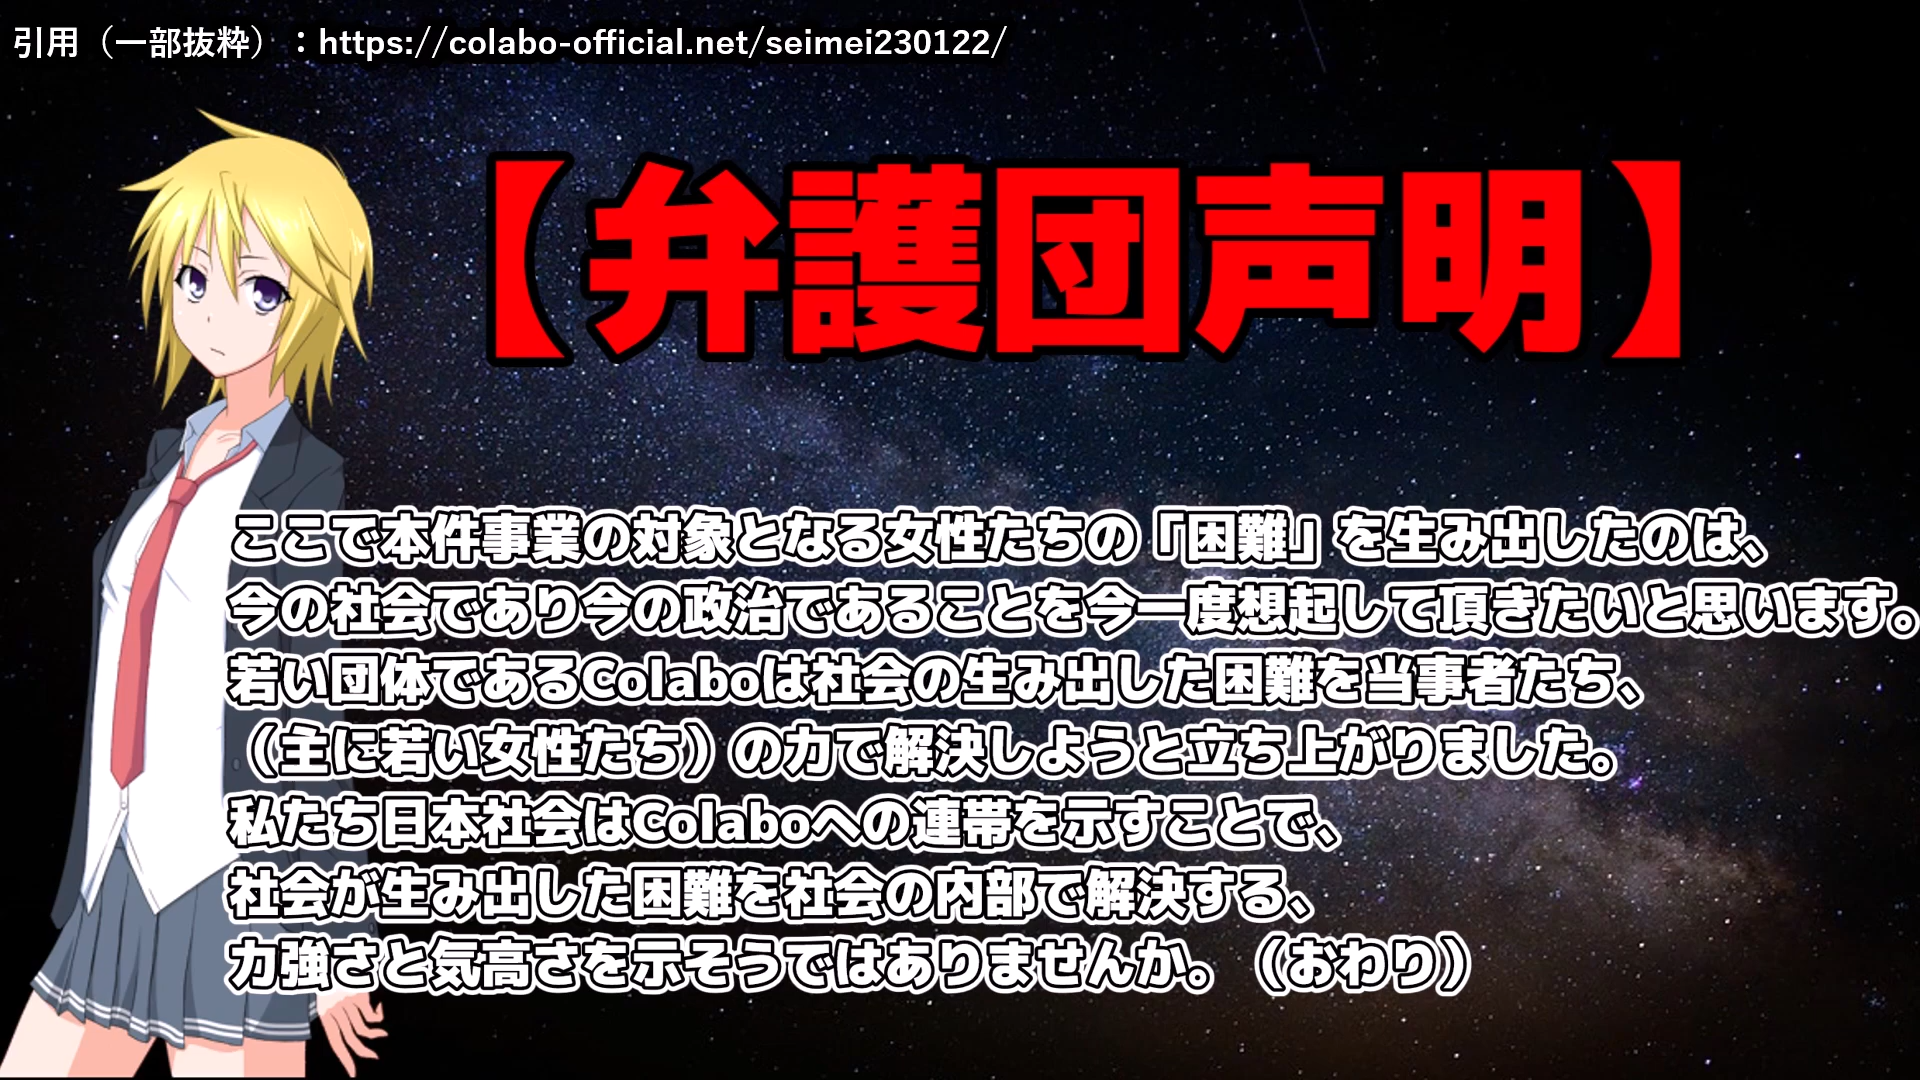 引用（一部抜粋）：https://colabo-official.net/seimei230122/
【弁護団声明】
ここで本件事業の対象となる女性たちの「困難」を生み出したのは、
今の社会であり今の政治であることを今一度想起して頂きたいと思います。
若い団体であるColaboは社会の生み出した困難を当事者たち、
（主に若い女性たち）の力で解決しようと立ち上がりました。
私たち日本社会はColaboへの連帯を示すことで、
社会が生み出した困難を社会の内部で解決する、
力強さと気高さを示そうではありませんか。（おわり）